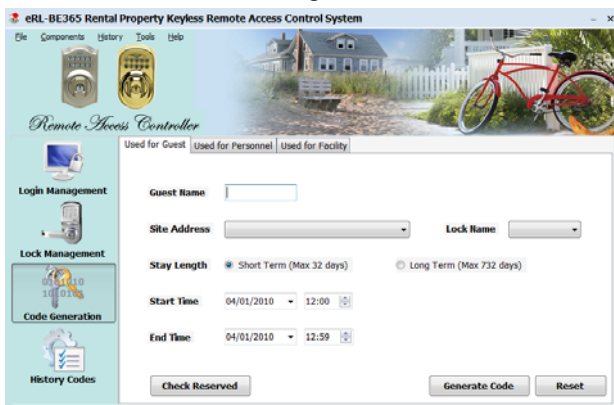 eRL-BE365 Rental Property Keyless Remote Access Control System
File Components History Tools Help
Remote Access Controller
Used for Guest Used for Personnel Used for Facility
Login Management
Guest Name
Site Address Lock Name
Lock Management
Stay Length Short Term (Max 32 days) Long Term (Max 732 days)
Start Time 04/01/2010 12:00
Code Generation
End Time 04/01/2010 12:59
History Codes
Check Reserved Generate Code Reset